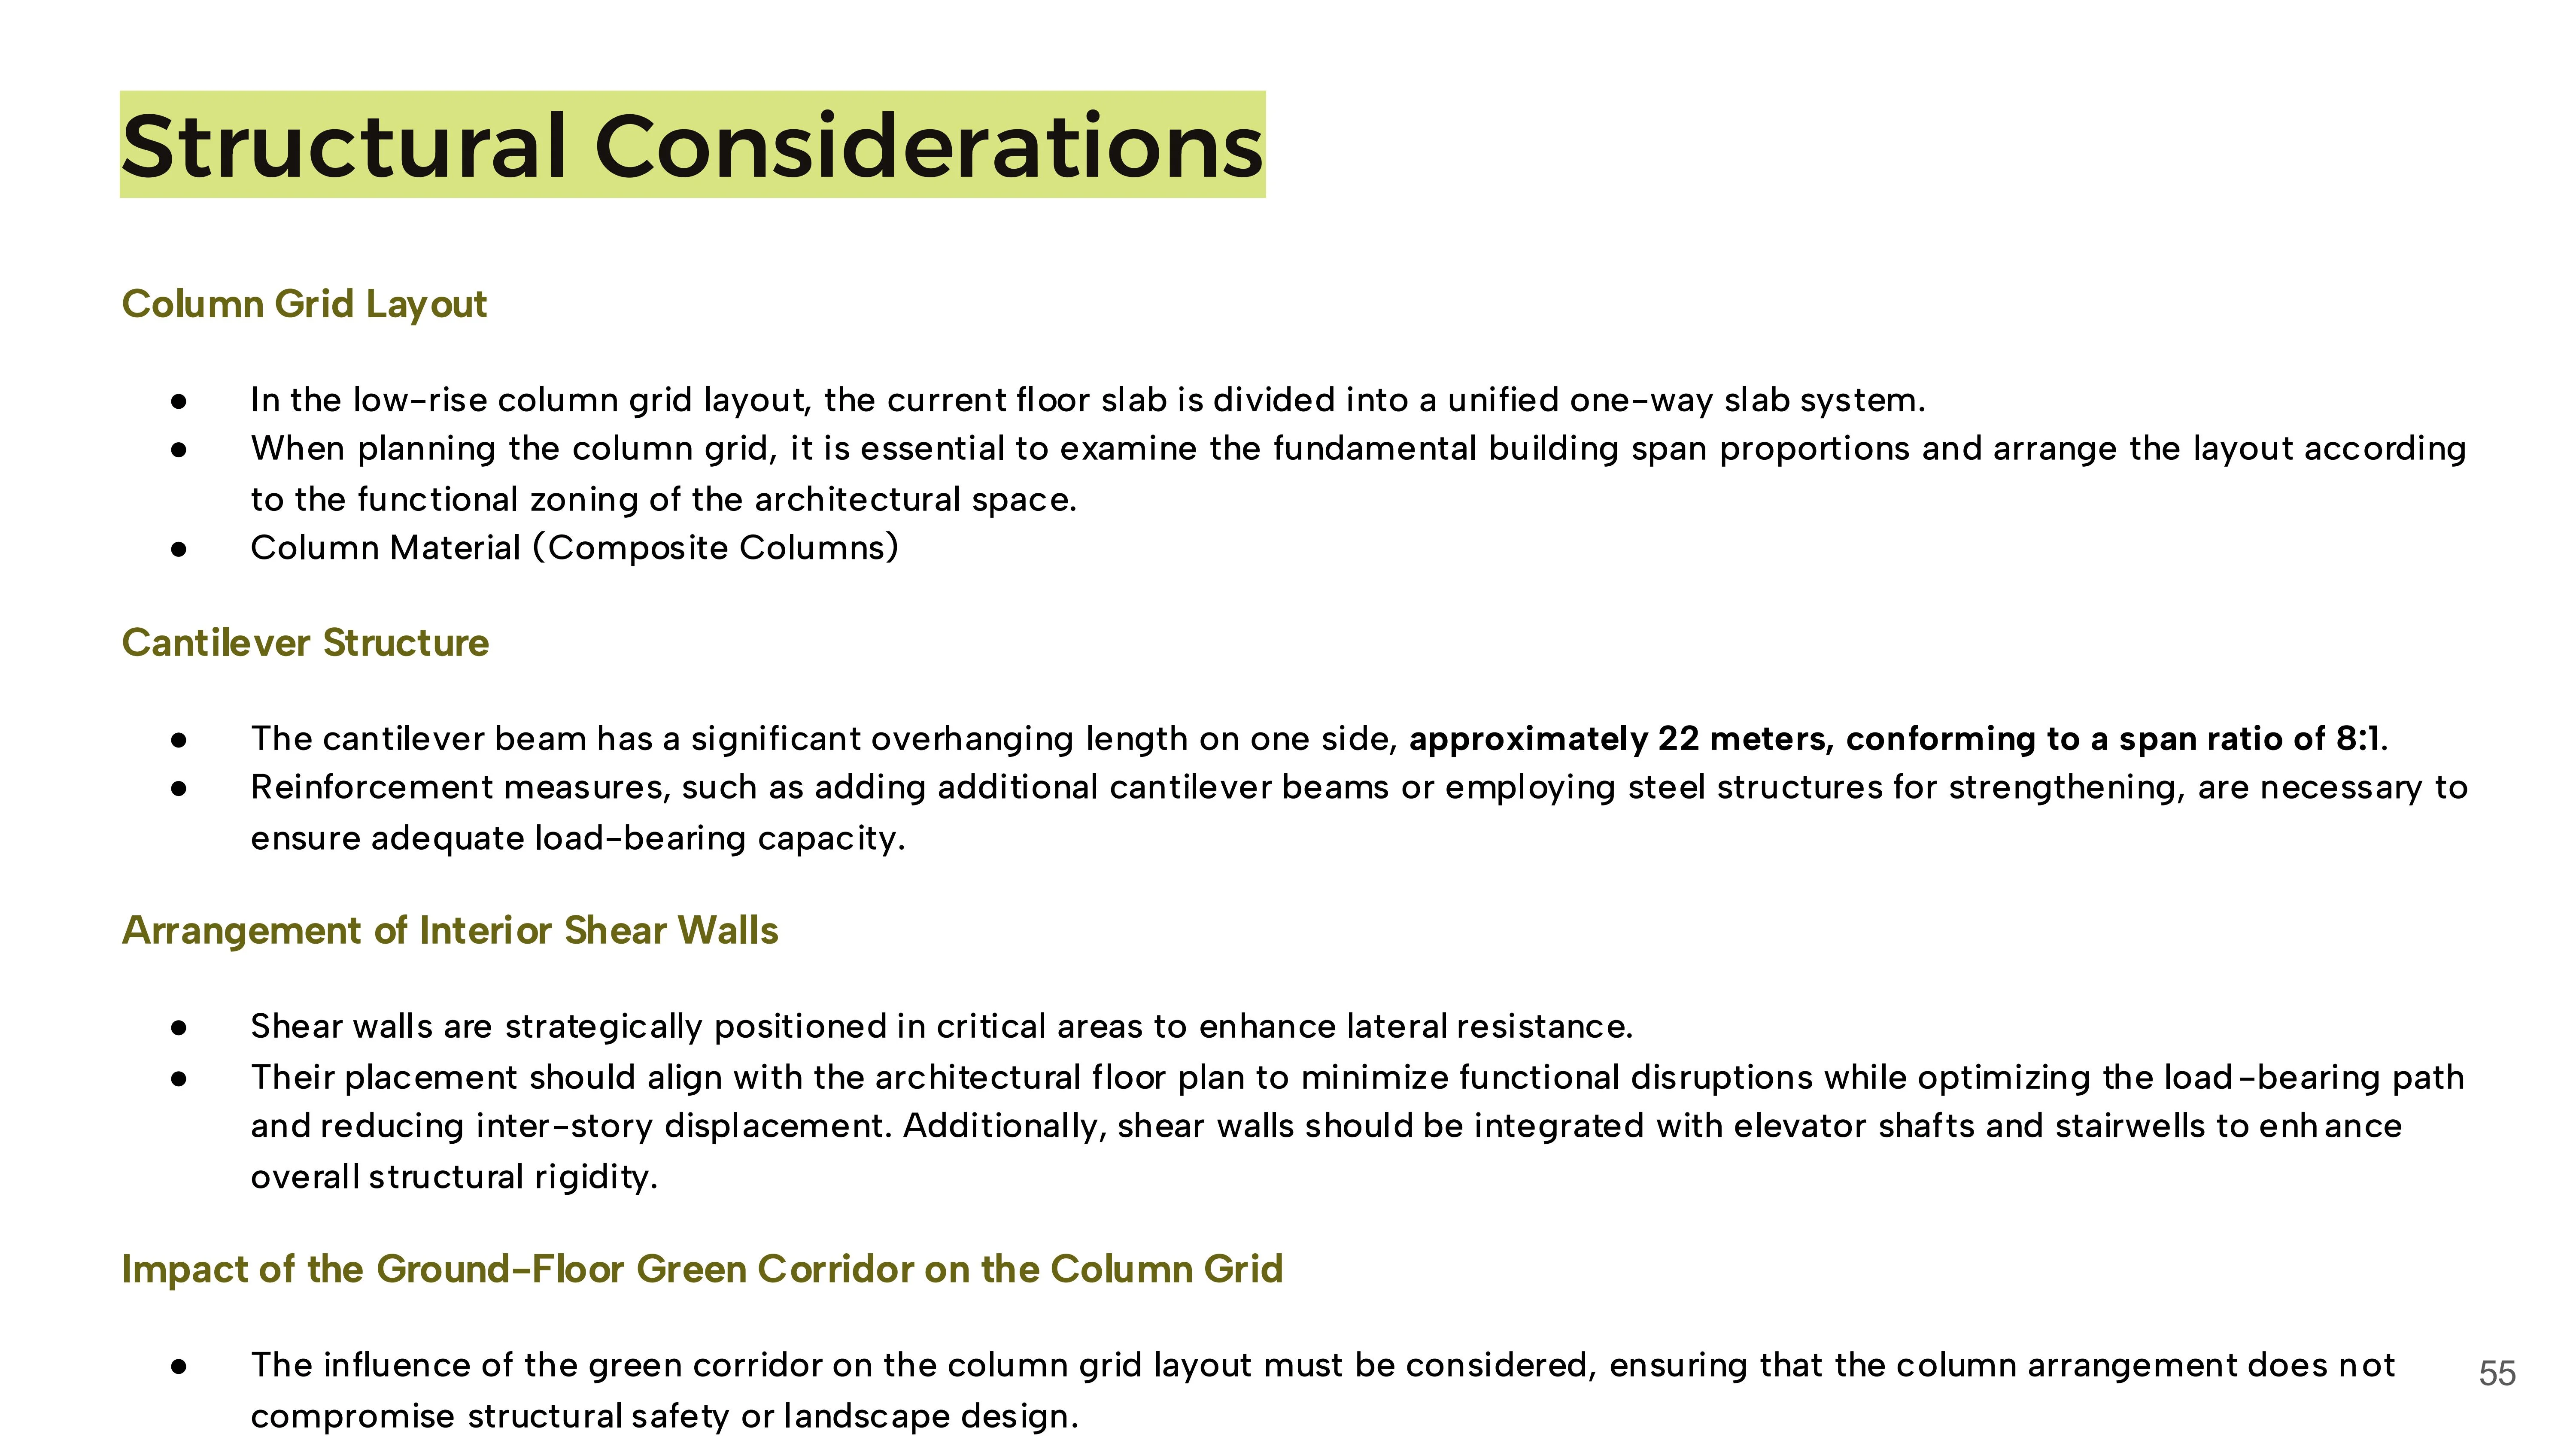 Structural Considerations
Column Grid Layout
● In the low-rise column grid layout, the current floor slab is divided into a unified one-way slab system.
● When planning the column grid, it is essential to examine the fundamental building span proportions and arrange the layout according
to the functional zoning of the architectural space.
● Column Material (Composite Columns)
Cantilever Structure
● The cantilever beam has a significant overhanging length on one side, approximately 22 meters, conforming to a span ratio of 8:1.
● Reinforcement measures, such as adding additional cantilever beams or employing steel structures for strengthening, are necessary to
ensure adequate load-bearing capacity.
Arrangement of Interior Shear Walls
● Shear walls are strategically positioned in critical areas to enhance lateral resistance.
● Their placement should align with the architectural floor plan to minimize functional disruptions while optimizing the load-bearing path
and reducing inter-story displacement. Additionally, shear walls should be integrated with elevator shafts and stairwells to enhance
overall structural rigidity.
Impact of the Ground-Floor Green Corridor on the Column Grid
● The influence of the green corridor on the column grid layout must be considered, ensuring that the column arrangement does not
compromise structural safety or landscape design.
55